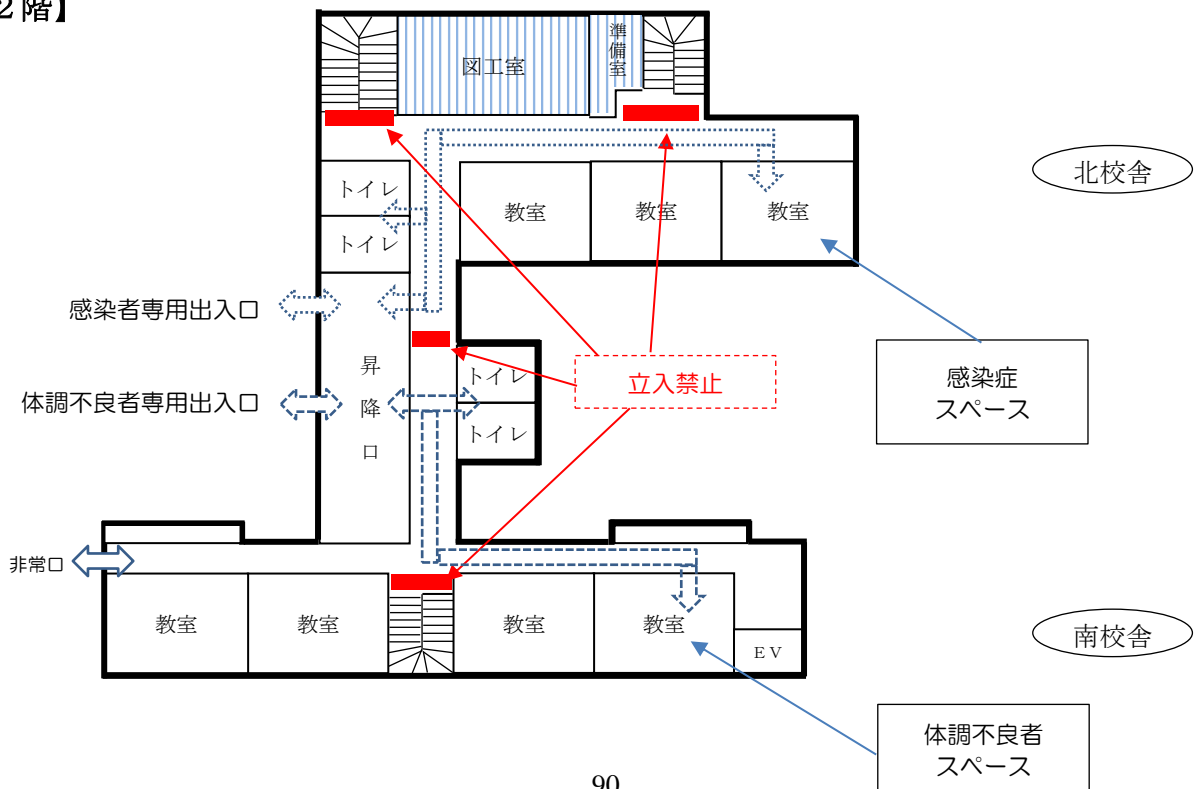 ２階】
図工室
準備室
北校舎
トイレ
教室
教室
教室
トイレ
感染者専用出入口
昇降口
立入禁止
トイレ
感染症
スペース
体調不良者専用出入口
トイレ
非常口
教室
教室
教室
教室
ＥＶ
南校舎
体調不良者
スペース
90